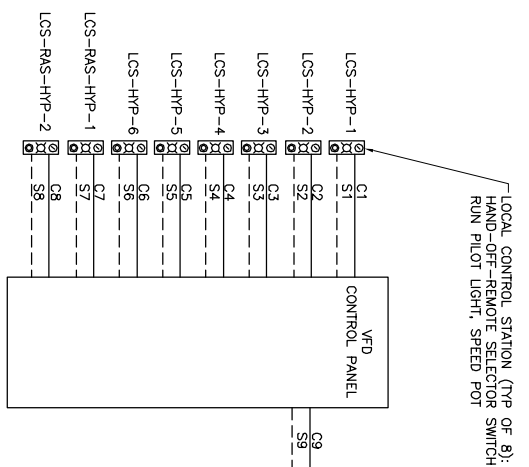 LOCAL CONTROL STATION (TYP OF 8):
HAND-OFF-REMOTE SELECTOR SWITCH
RUN PILOT LIGHT, SPEED POT
LCS-HYP-1
C1
S1
LCS-HYP-2
C2
S2
LCS-HYP-3
C3
S3
LCS-HYP-4
C4
S4
LCS-HYP-5
C5
S5
LCS-HYP-6
C6
S6
LCS-RAS-HYP-1
C7
S7
LCS-RAS-HYP-2
C8
S8
VFD
CONTROL PANEL
C9
S9